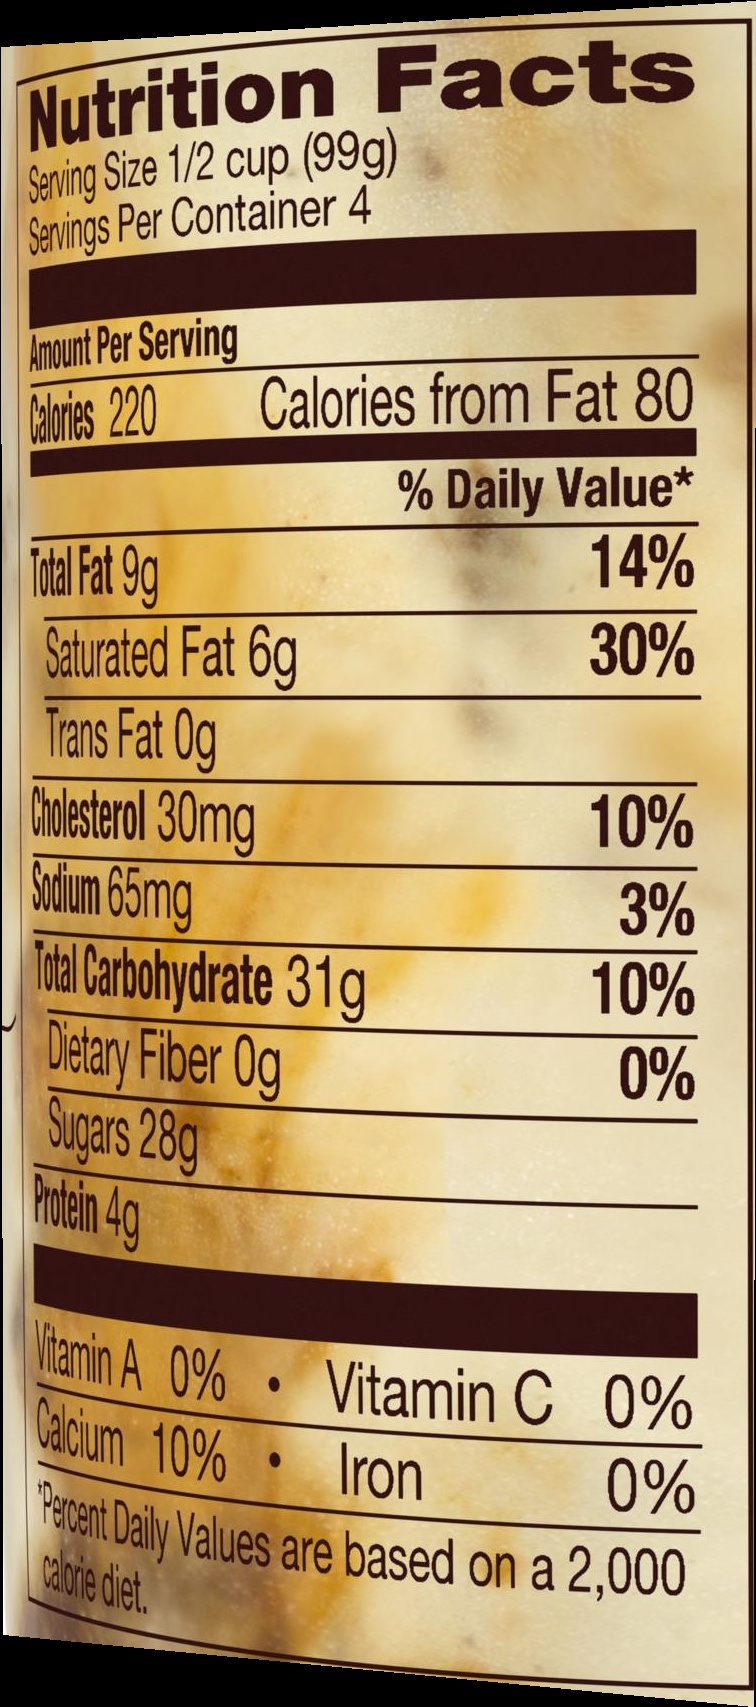 Nutrition Facts
Serving Size 1/2 cup (99g)
Servings Per Container 4
Amount Per Serving
Calories 220 Calories from Fat 80
% Daily Value*
Total Fat 9g 14%
Saturated Fat 6g 30%
Trans Fat 0g
Cholesterol 30mg 10%
Sodium 65mg 3%
Total Carbohydrate 31g 10%
Dietary Fiber 0g 0%
Sugars 28g
Protein 4g
Vitamin A 0% • Vitamin C 0%
Calcium 10% • Iron 0%
*Percent Daily Values are based on a 2,000
calorie diet.